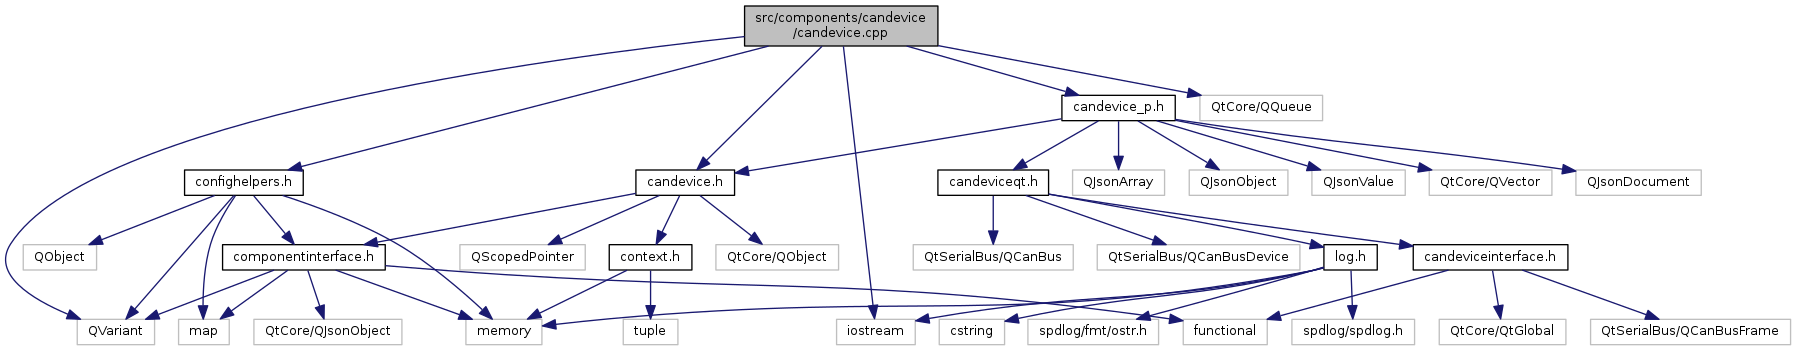 src/components/candevice
/candevice.cpp
candevice_p.h
QtCore/QQueue
confighelpers.h
candevice.h
candeviceqt.h
QJsonArray
QJsonObject
QJsonValue
QtCore/QVector
QJsonDocument
QObject
componentinterface.h
QScopedPointer
context.h
QtCore/QObject
QtSerialBus/QCanBus
QtSerialBus/QCanBusDevice
log.h
candeviceinterface.h
QVariant
map
QtCore/QJsonObject
memory
tuple
iostream
cstring
spdlog/fmt/ostr.h
functional
spdlog/spdlog.h
QtCore/QtGlobal
QtSerialBus/QCanBusFrame